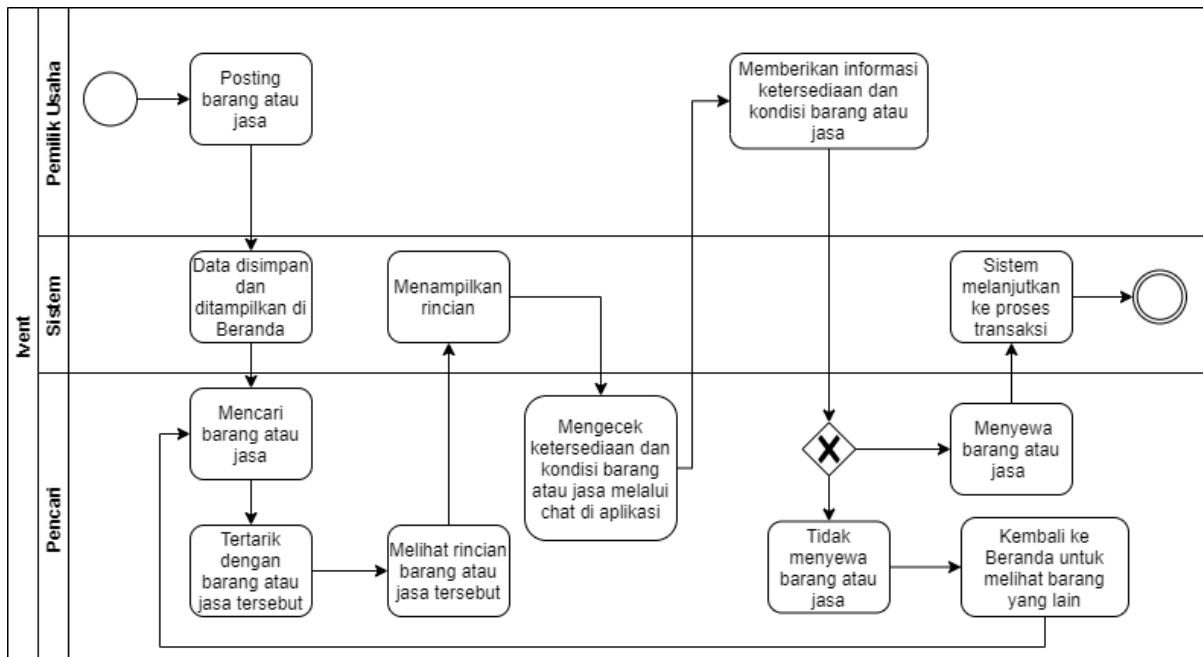 Ivent
Pemilik Usaha
Posting
barang atau
jasa
Memberikan informasi
ketersediaan dan
kondisi barang atau
jasa
Sistem
Data disimpan
dan
ditampilkan di
Beranda
Menampilkan
rincian
Sistem
melanjutkan
ke proses
transaksi
Pencari
Mencari
barang atau
jasa
Mengecek
ketersediaan dan
kondisi barang
atau jasa melalui
chat di aplikasi
Menyewa
barang atau
jasa
Tertarik
dengan
barang atau
jasa tersebut
Melihat rincian
barang atau
jasa tersebut
Tidak
menyewa
barang atau
jasa
Kembali ke
Beranda untuk
melihat barang
yang lain